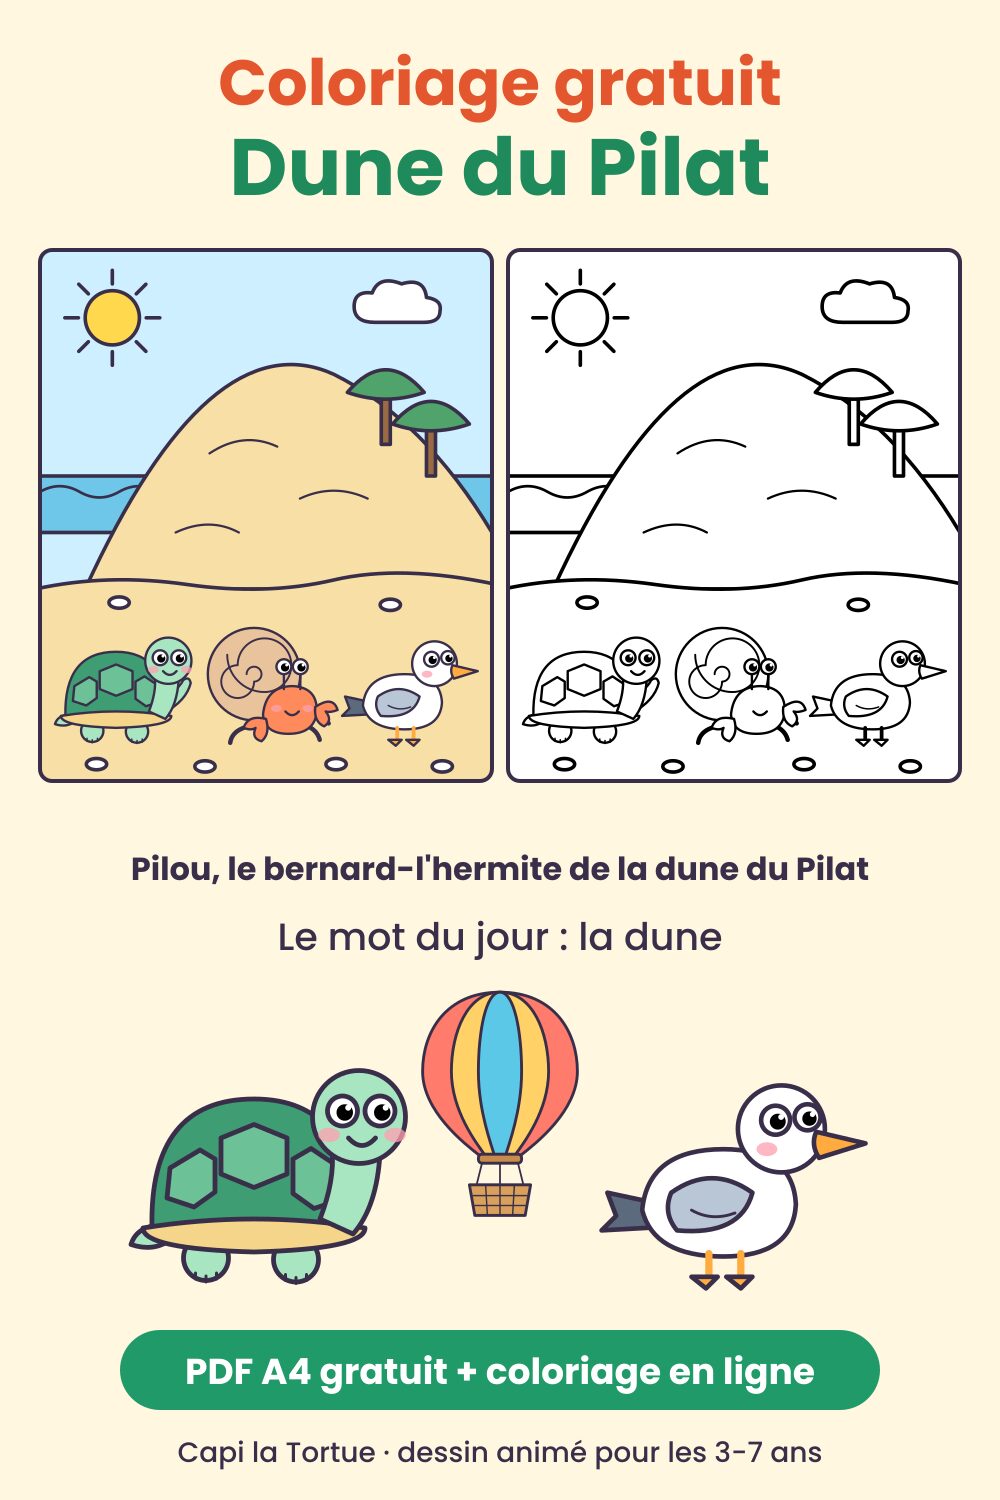 Coloriage gratuit
Dune du Pilat
Pilou, le bernard-l'hermite de la dune du Pilat
Le mot du jour : la dune
PDF A4 gratuit + coloriage en ligne
Capi la Tortue · dessin animé pour les 3-7 ans